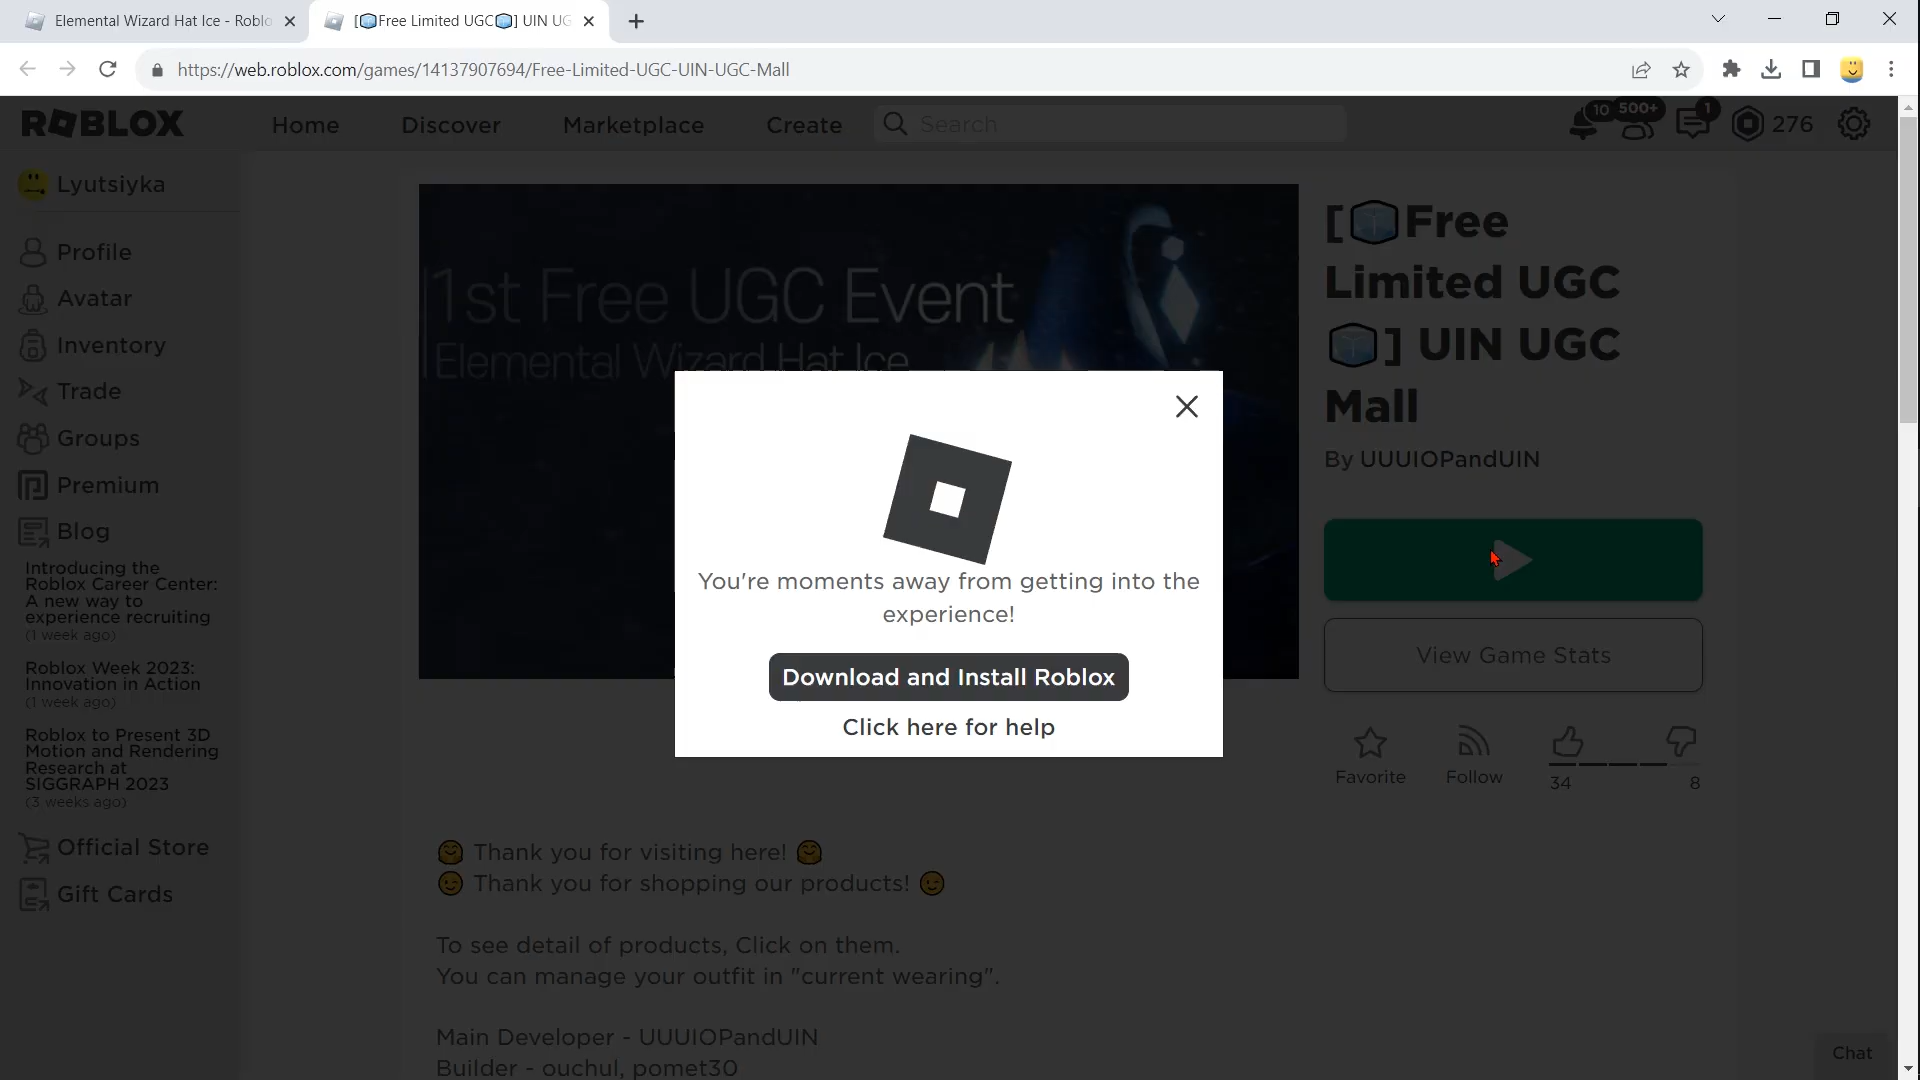 Elemental Wizard Hat Ice - Roblo
[🧊Free Limited UGC🧊] UIN UG
https://web.roblox.com/games/14137907694/Free-Limited-UGC-UIN-UGC-Mall
ROBLOX
Home
Discover
Marketplace
Create
Search
10
500+
1
276
Lyutsiyka
Profile
Avatar
Inventory
Trade
Groups
Premium
Blog
Introducing the
Roblox Career Center:
A new way to
experience recruiting
(1 week ago)
Roblox Week 2023:
Innovation in Action
(1 week ago)
Roblox to Present 3D
Motion and Rendering
Research at
SIGGRAPH 2023
(3 weeks ago)
Official Store
Gift Cards
1st Free UGC Event
Elemental Wizard Hat Ice
You're moments away from getting into the
experience!
Download and Install Roblox
Click here for help
[🧊Free
Limited UGC
🧊] UIN UGC
Mall
By UUUIOPandUIN
View Game Stats
Favorite
Follow
34
8
🤗 Thank you for visiting here! 🤗
😉 Thank you for shopping our products! 😉
To see detail of products, Click on them.
You can manage your outfit in "current wearing".
Main Developer - UUUIOPandUIN
Builder - ouchul, pomet30
Chat